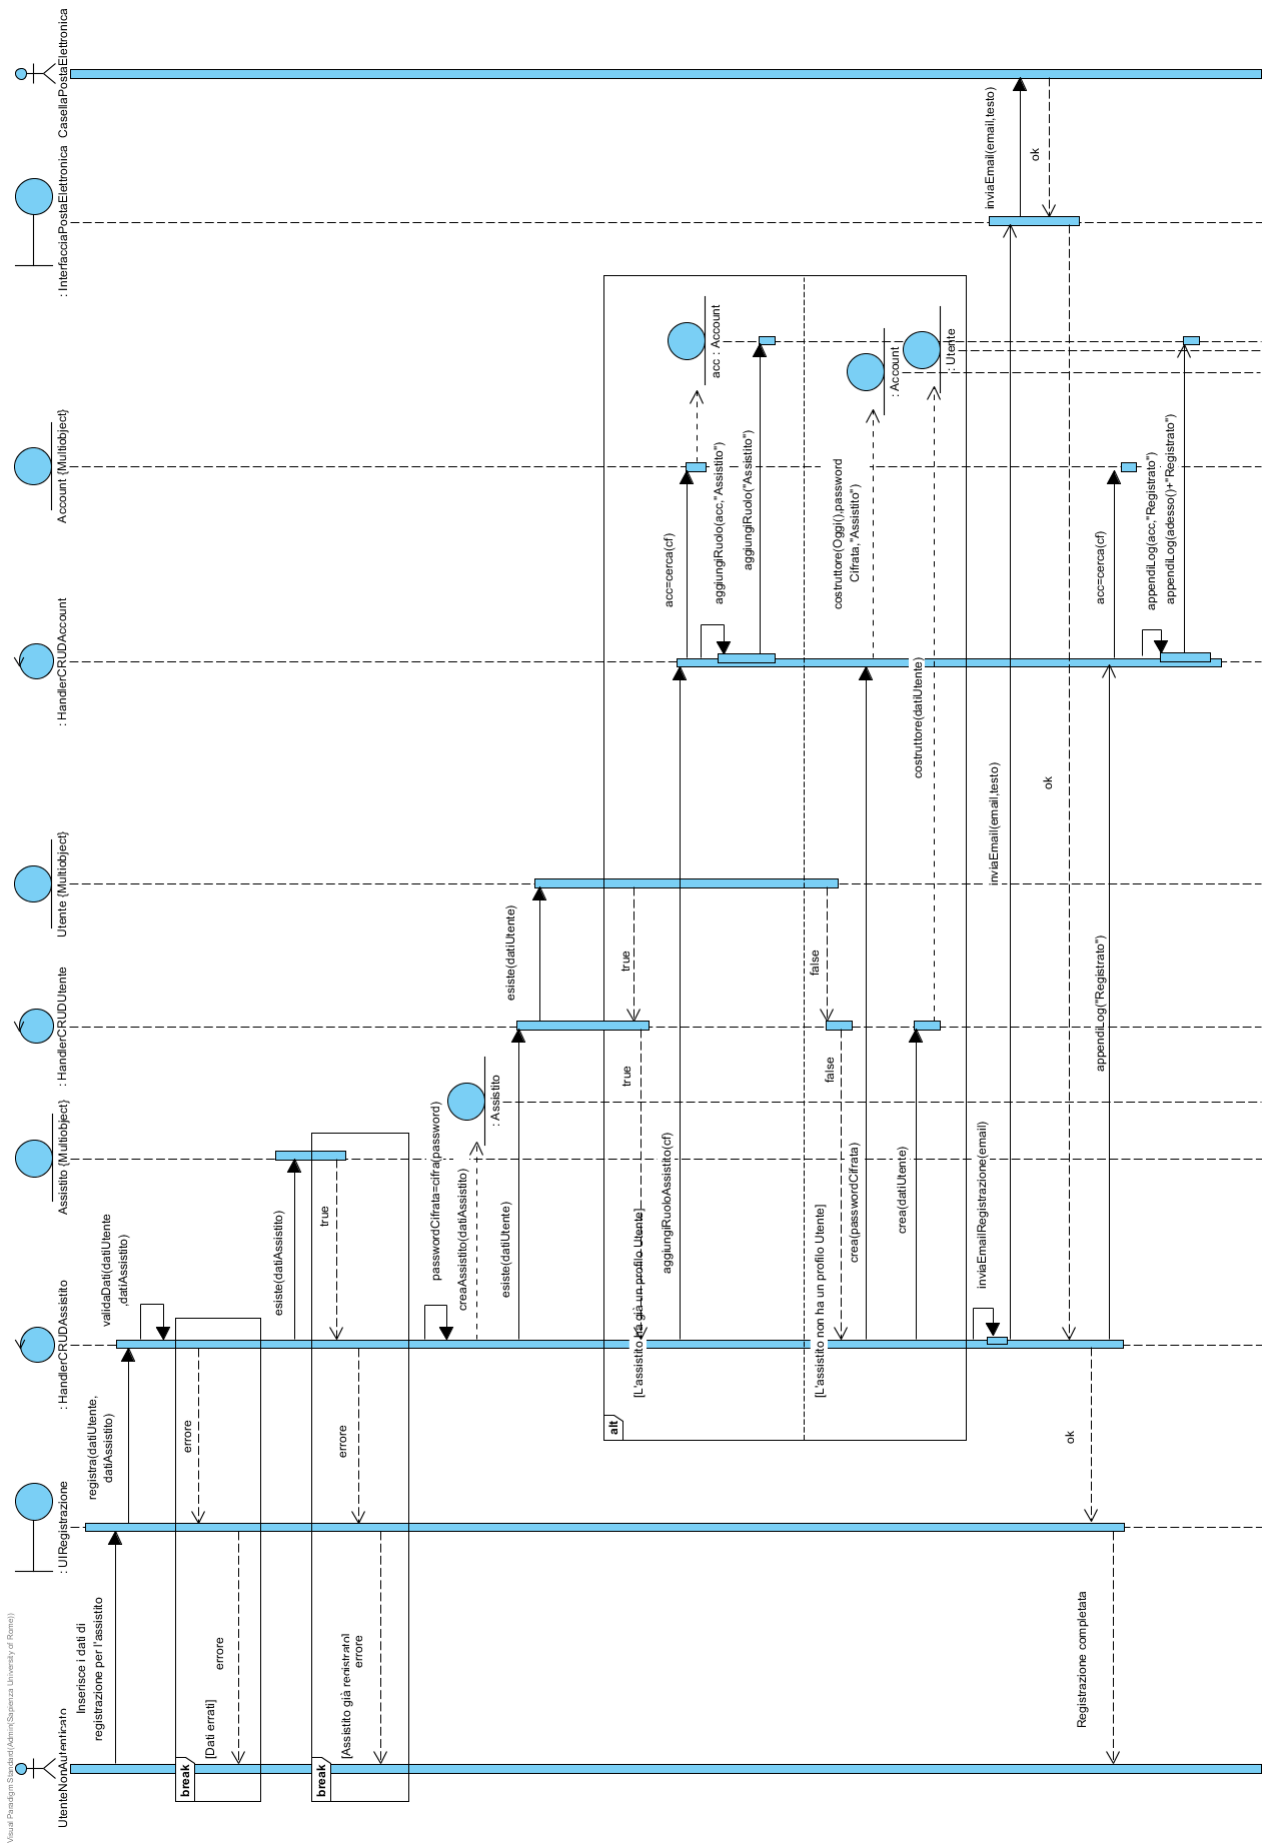 Visual Paradigm Standard(Admin(Sapienza University of Rome))
UtenteNonAutenticato
: UIRegistrazione
: HandlerCRUDAssistito
Assistito {Multiobject}
: HandlerCRUDUtente
Utente {Multiobject}
: HandlerCRUDAccount
Account {Multiobject}
: InterfacciaPostaElettronica
CasellaPostaElettronica
Inserisce i dati di
registrazione per l'assistito
registra(datiUtente,
datiAssistito)
validaDati(datiUtente
,datiAssistito)
break
[Dati errati]
errore
errore
esiste(datiAssistito)
break
[Assistito già registrato]
true
errore
errore
passwordCifrata=cifra(password)
creaAssistito(datiAssistito)
: Assistito
esiste(datiUtente)
esiste(datiUtente)
alt
[L'assistito ha già un profilo Utente]
true
true
aggiungiRuoloAssistito(cf)
acc=cerca(cf)
acc : Account
aggiungiRuolo(acc,"Assistito")
aggiungiRuolo("Assistito")
[L'assistito non ha un profilo Utente]
false
false
crea(passwordCifrata)
costruttore(Oggi(),password
Cifrata,"Assistito")
: Account
crea(datiUtente)
costruttore(datiUtente)
: Utente
inviaEmailRegistrazione(email)
inviaEmail(email,testo)
inviaEmail(email,testo)
ok
ok
appendiLog("Registrato")
acc=cerca(cf)
appendiLog(acc,"Registrato")
appendiLog(adesso()+"Registrato")
ok
Registrazione completata